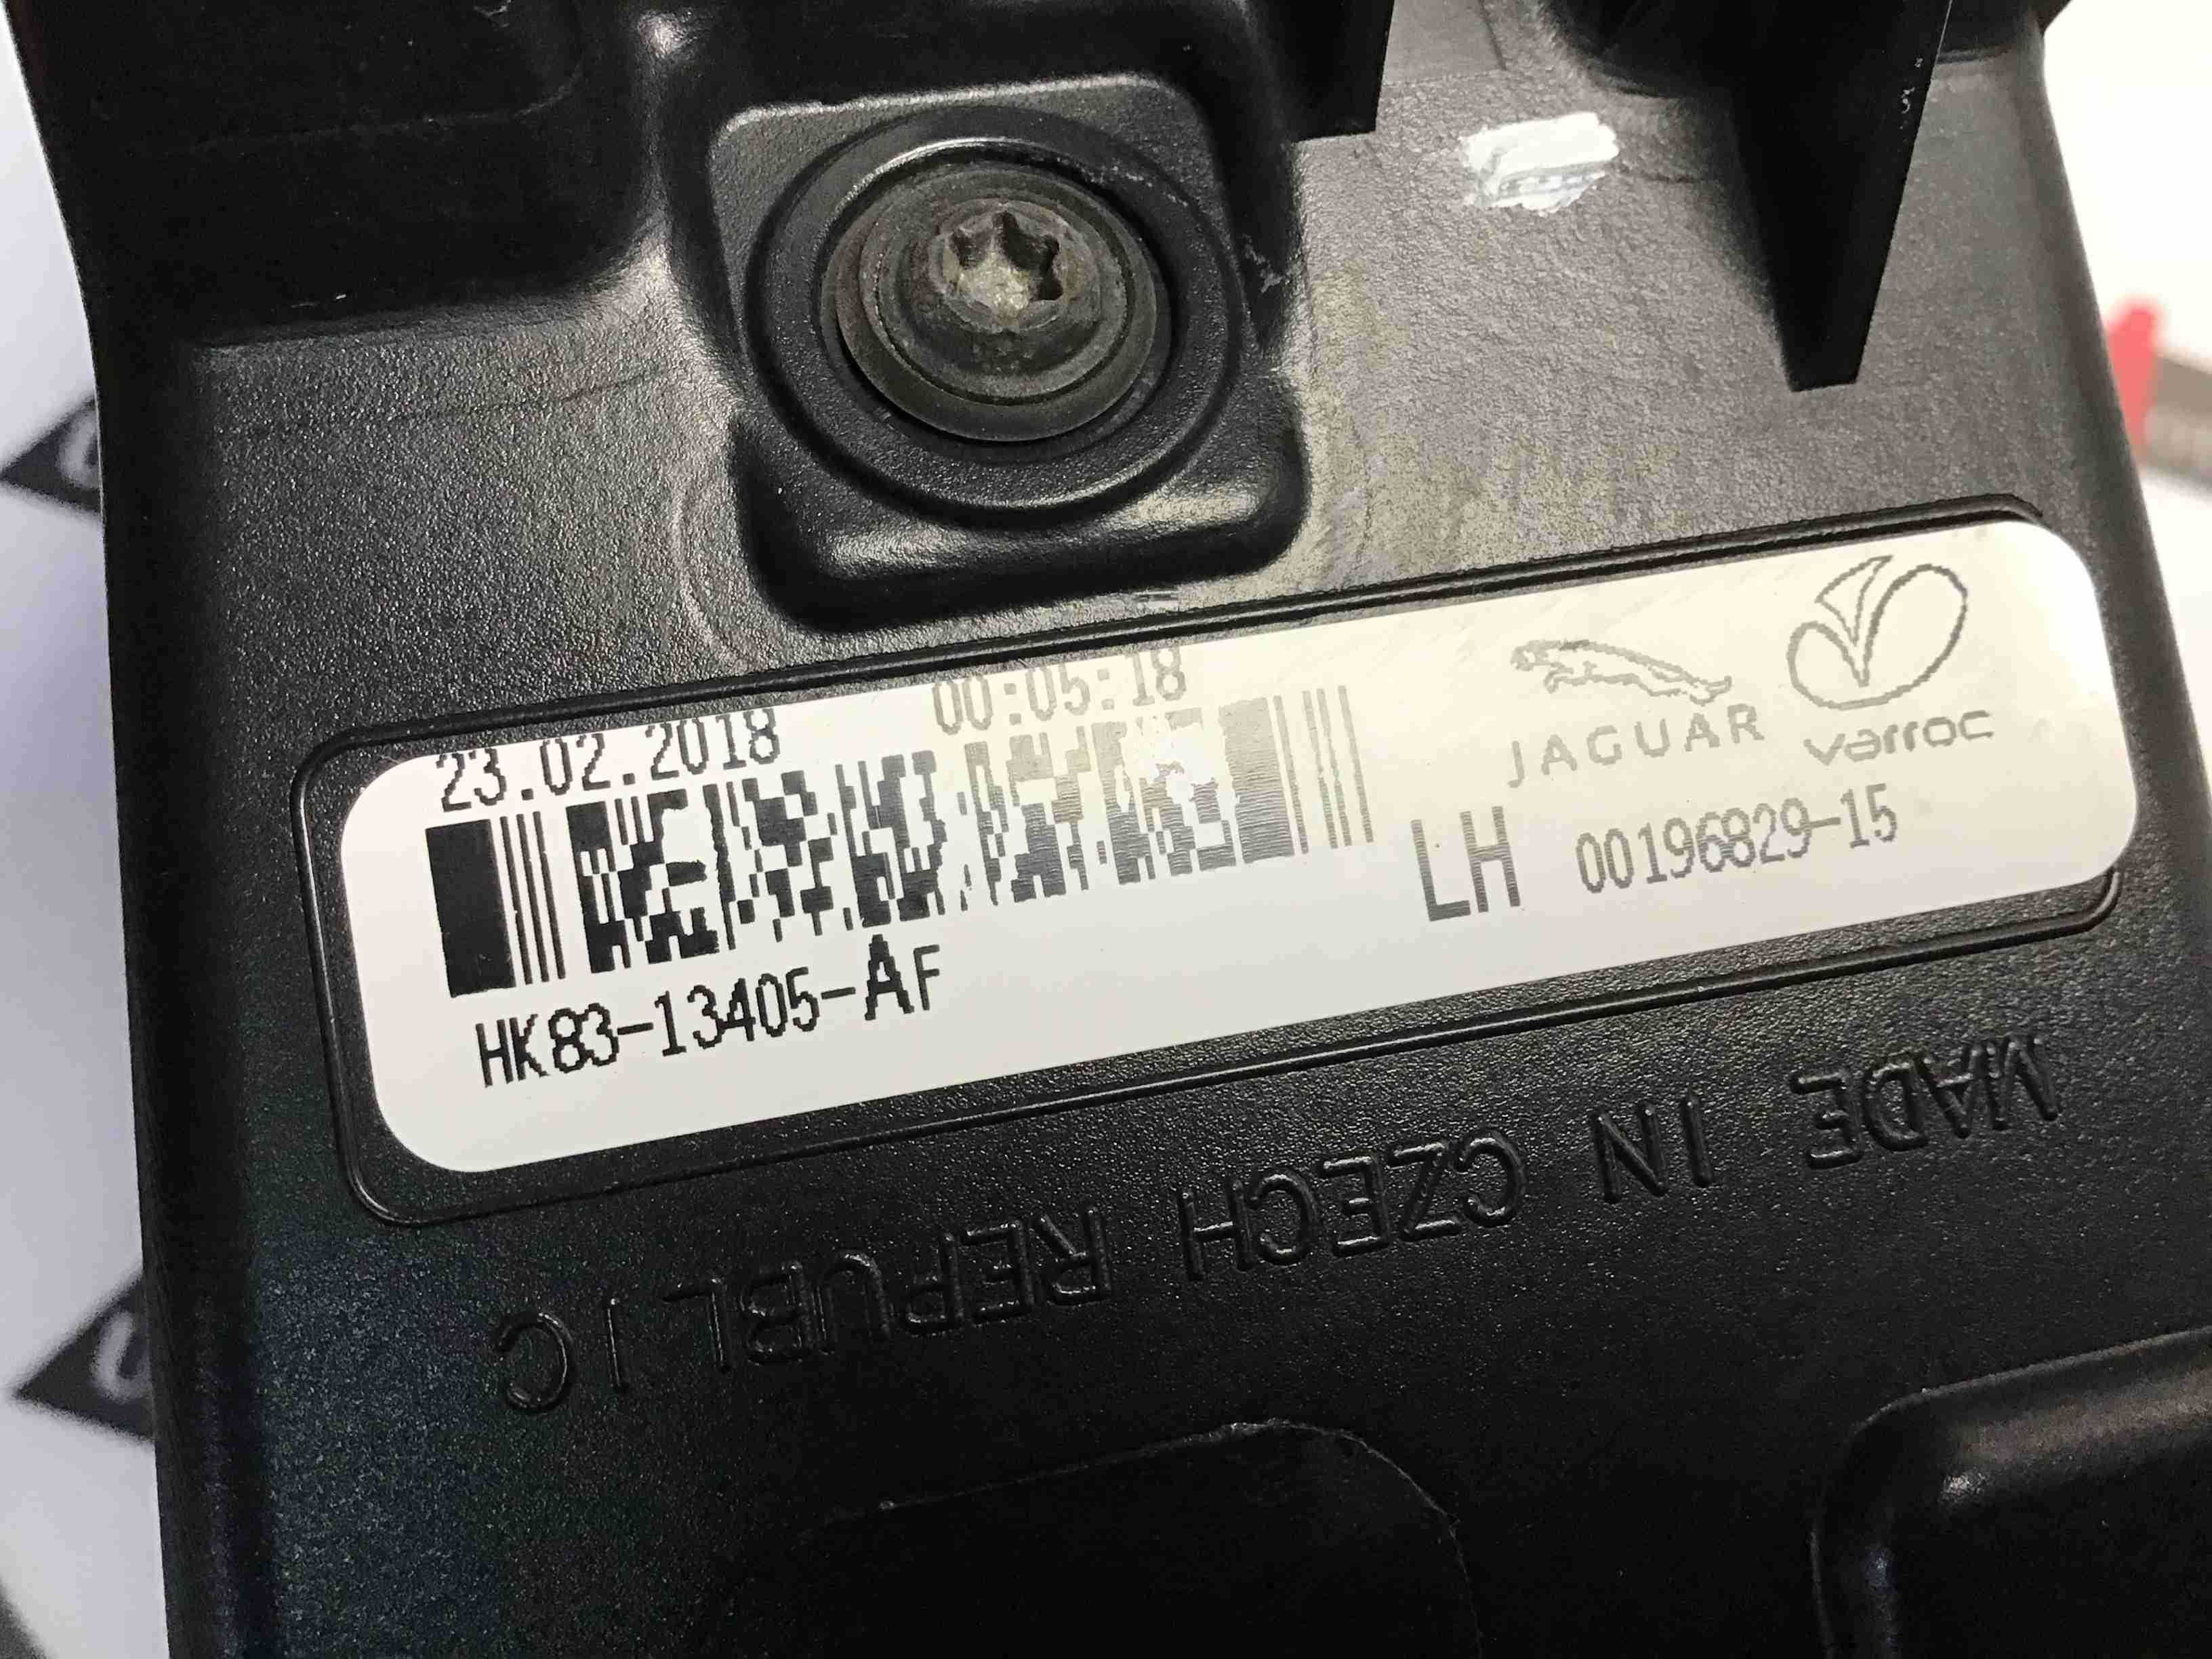 23.02.2018 00:05:18
JAGUAR varroc
LH 00196829-15
HK83-13405-AF
MADE IN CZECH REPUBLIC